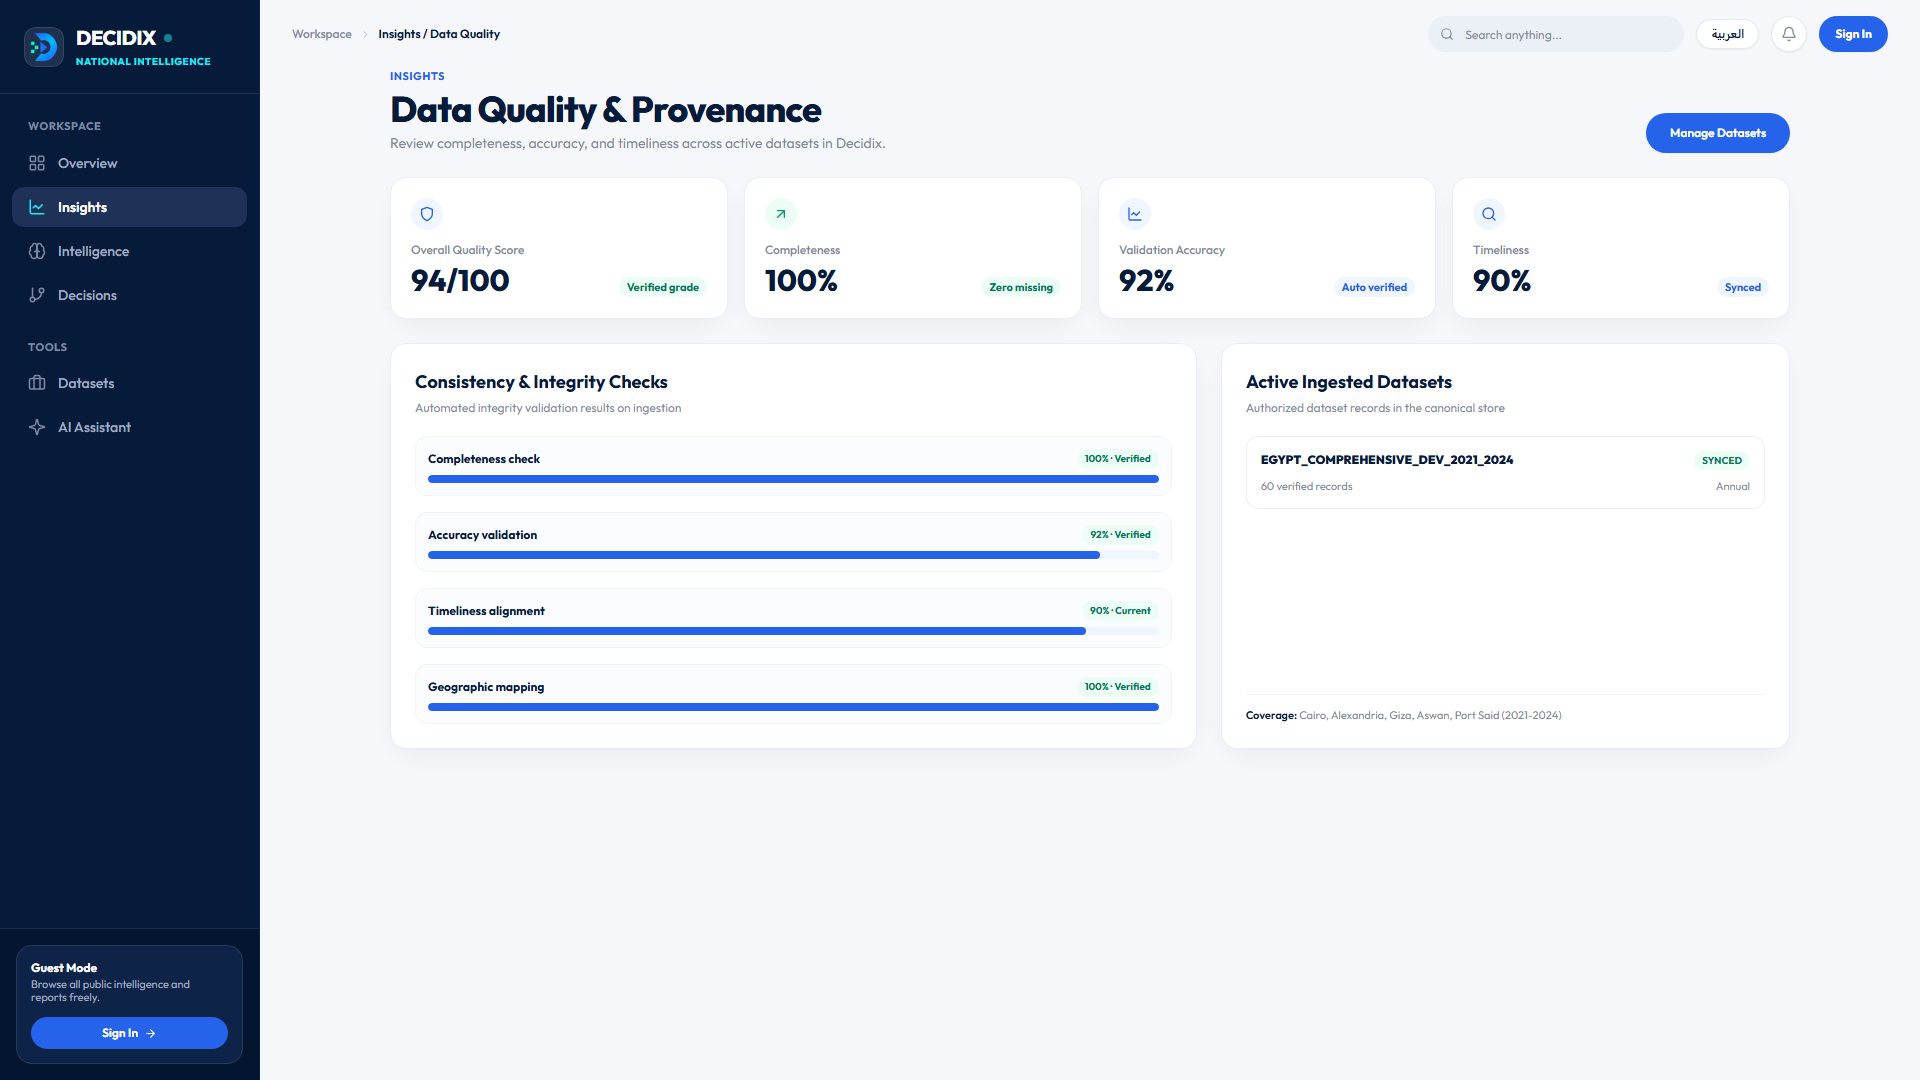 DECIDIX
NATIONAL INTELLIGENCE
WORKSPACE
Overview
Insights
Intelligence
Decisions
TOOLS
Datasets
AI Assistant
Guest Mode
Browse all public intelligence and
reports freely.
Sign In
Workspace
Insights / Data Quality
Search anything...
العربية
Sign In
INSIGHTS
Data Quality & Provenance
Review completeness, accuracy, and timeliness across active datasets in Decidix.
Manage Datasets
Overall Quality Score
94/100
Verified grade
Completeness
100%
Zero missing
Validation Accuracy
92%
Auto verified
Timeliness
90%
Synced
Consistency & Integrity Checks
Automated integrity validation results on ingestion
Completeness check
100% · Verified
Accuracy validation
92% · Verified
Timeliness alignment
90% · Current
Geographic mapping
100% · Verified
Active Ingested Datasets
Authorized dataset records in the canonical store
EGYPT_COMPREHENSIVE_DEV_2021_2024
SYNCED
60 verified records
Annual
Coverage: Cairo, Alexandria, Giza, Aswan, Port Said (2021-2024)